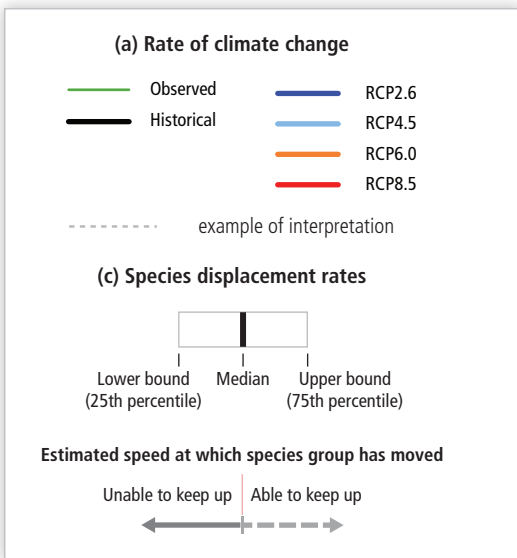 (a) Rate of climate change
Observed
Historical
RCP2.6
RCP4.5
RCP6.0
RCP8.5
example of interpretation
(c) Species displacement rates
Lower bound
(25th percentile)
Median
Upper bound
(75th percentile)
Estimated speed at which species group has moved
Unable to keep up
Able to keep up